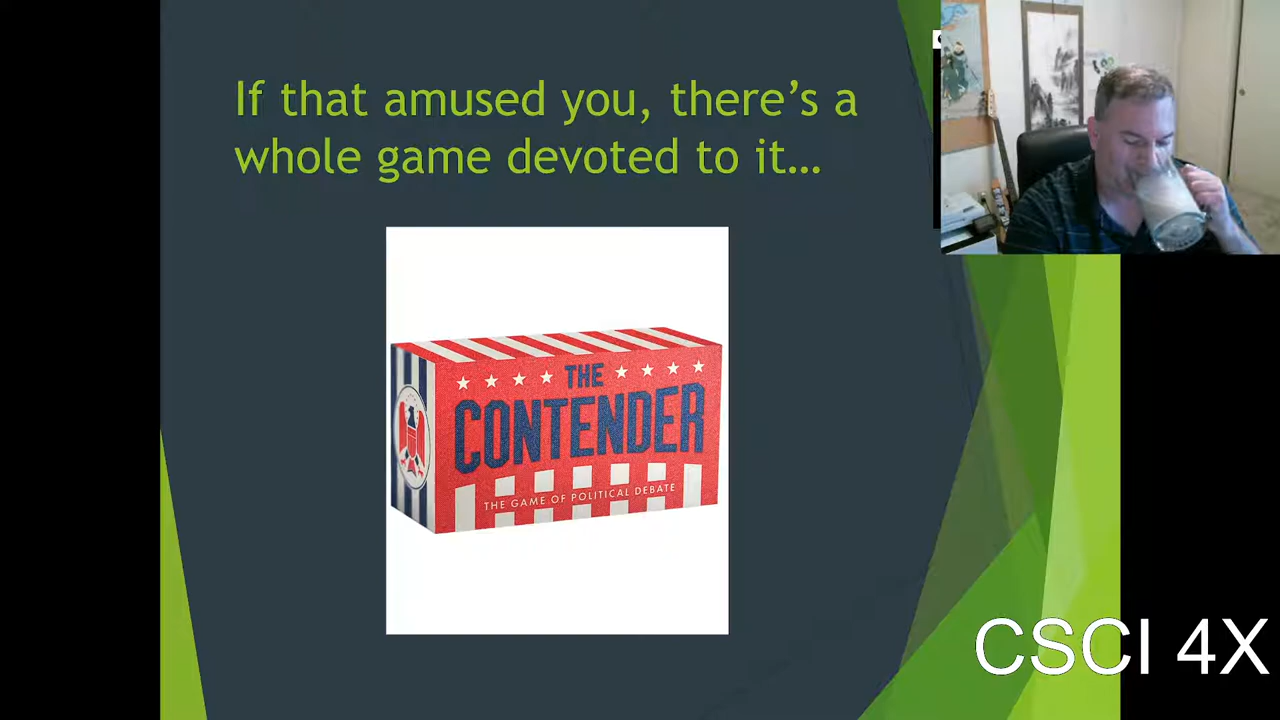 If that amused you, there's a
whole game devoted to it…
THE
CONTENDER
THE GAME OF POLITICAL DEBATE
CSCI 4X